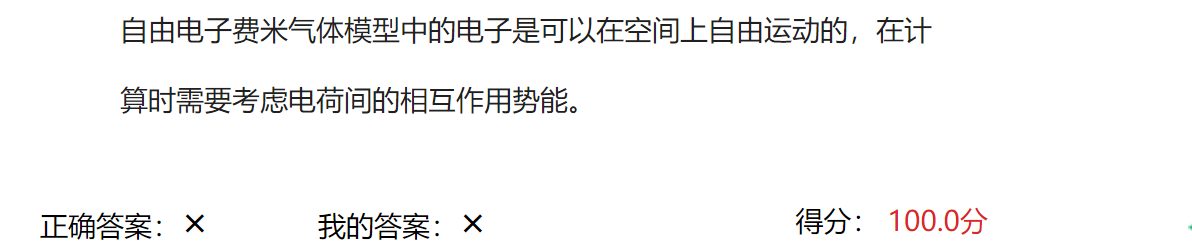 自由电子费米气体模型中的电子是可以在空间上自由运动的，在计
算时需要考虑电荷间的相互作用势能。
正确答案：× 我的答案：× 得分： 100.0分